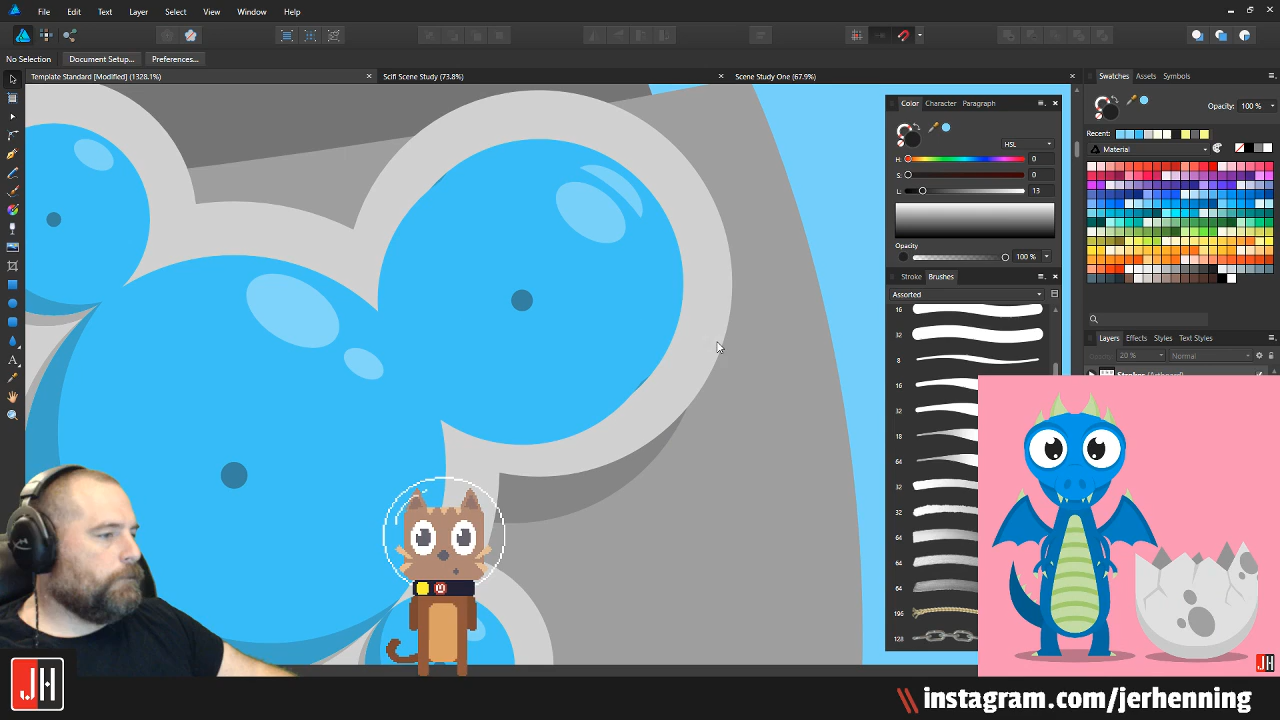 File Edit Text Layer Select View Window Help
No Selection Document Setup... Preferences...
Template Standard [Modified] (1328.1%) Scifi Scene Study (73.8%) Scene Study One (67.9%)
Swatches Assets Symbols
Opacity: 100 %
Recent:
Material
Color Character Paragraph
HSL
H: 0
S: 0
L: 13
Opacity
100 %
Stroke Brushes
Assorted
16
32
8
16
32
18
64
32
32
64
64
64
196
128
Layers Effects Styles Text Styles
Opacity: 20 % Normal
JH
JH
\\ instagram.com/jerhenning